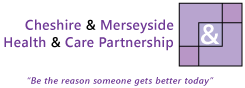 Cheshire & Merseyside
Health & Care Partnership
&
"Be the reason someone gets better today"